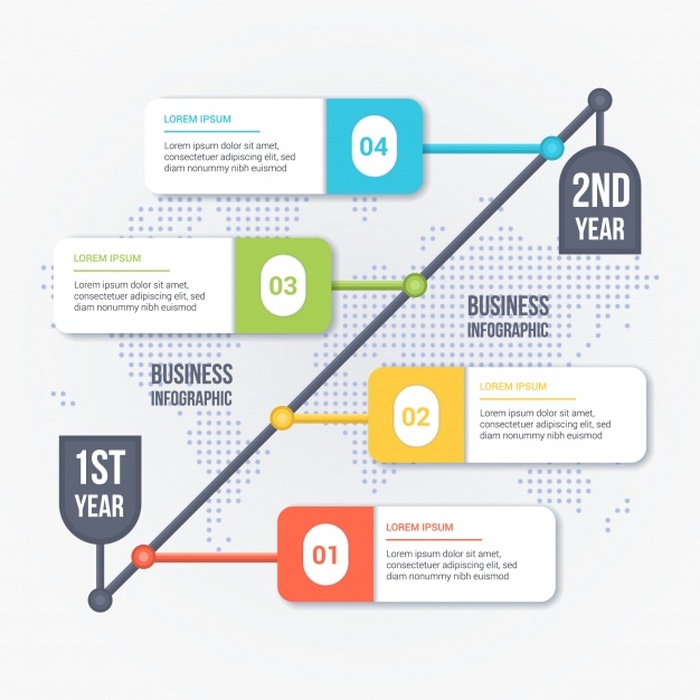 LOREM IPSUM
Lorem ipsum dolor sit amet,
consectetuer adipiscing elit, sed
diam nonummy nibh euismod
04
2ND
YEAR
LOREM IPSUM
Lorem ipsum dolor sit amet,
consectetuer adipiscing elit, sed
diam nonummy nibh euismod
03
BUSINESS
INFOGRAPHIC
BUSINESS
INFOGRAPHIC
02
LOREM IPSUM
Lorem ipsum dolor sit amet,
consectetuer adipiscing elit, sed
diam nonummy nibh euismod
1ST
YEAR
01
LOREM IPSUM
Lorem ipsum dolor sit amet,
consectetuer adipiscing elit, sed
diam nonummy nibh euismod